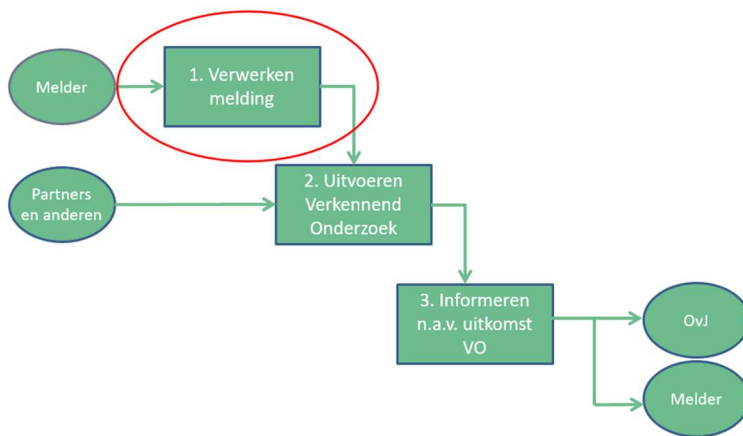 Melder
1. Verwerken
melding
Partners
en anderen
2. Uitvoeren
Verkennend
Onderzoek
3. Informeren
n.a.v. uitkomst
VO
OvJ
Melder